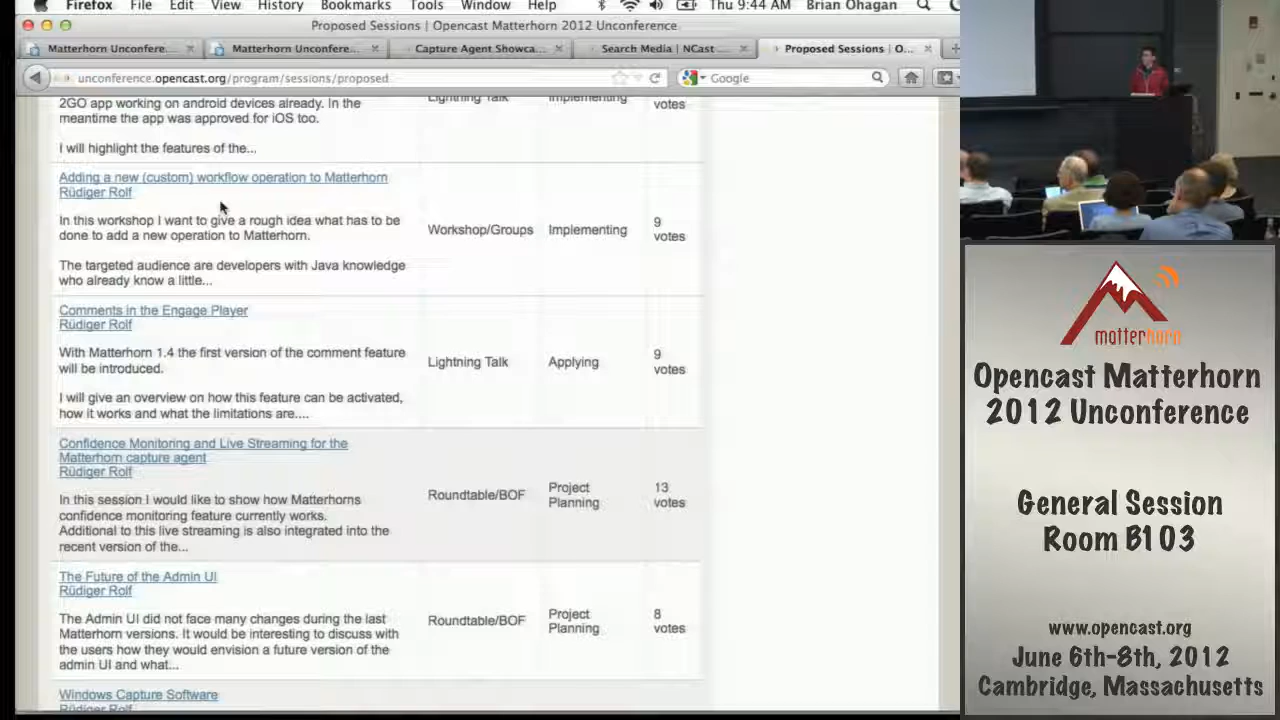 Firefox File Edit View History Bookmarks Tools Window Help Thu 9:44 AM Brian Ohagan
Proposed Sessions | Opencast Matterhorn 2012 Unconference
Matterhorn Unconfere... Matterhorn Unconfere... Capture Agent Showca... Search Media | NCast ... Proposed Sessions | O...
unconference.opencast.org/program/sessions/proposed Google
2GO app working on android devices already. In the
meantime the app was approved for iOS too.
Lightning Talk Implementing votes
I will highlight the features of the...
Adding a new (custom) workflow operation to Matterhorn
Rüdiger Rolf
In this workshop I want to give a rough idea what has to be
done to add a new operation to Matterhorn.
The targeted audience are developers with Java knowledge
who already know a little...
Workshop/Groups Implementing 9
votes
Comments in the Engage Player
Rüdiger Rolf
With Matterhorn 1.4 the first version of the comment feature
will be introduced.
I will give an overview on how this feature can be activated,
how it works and what the limitations are....
Lightning Talk Applying 9
votes
Confidence Monitoring and Live Streaming for the
Matterhorn capture agent
Rüdiger Rolf
In this session I would like to show how Matterhorns
confidence monitoring feature currently works.
Additional to this live streaming is also integrated into the
recent version of the...
Roundtable/BOF Project
Planning
13
votes
The Future of the Admin UI
Rüdiger Rolf
The Admin UI did not face many changes during the last
Matterhorn versions. It would be interesting to discuss with
the users how they would envision a future version of the
admin UI and what...
Roundtable/BOF Project
Planning
8
votes
Windows Capture Software
Rüdiger Rolf
matterhorn
Opencast Matterhorn
2012 Unconference
General Session
Room B103
www.opencast.org
June 6th-8th, 2012
Cambridge, Massachusetts